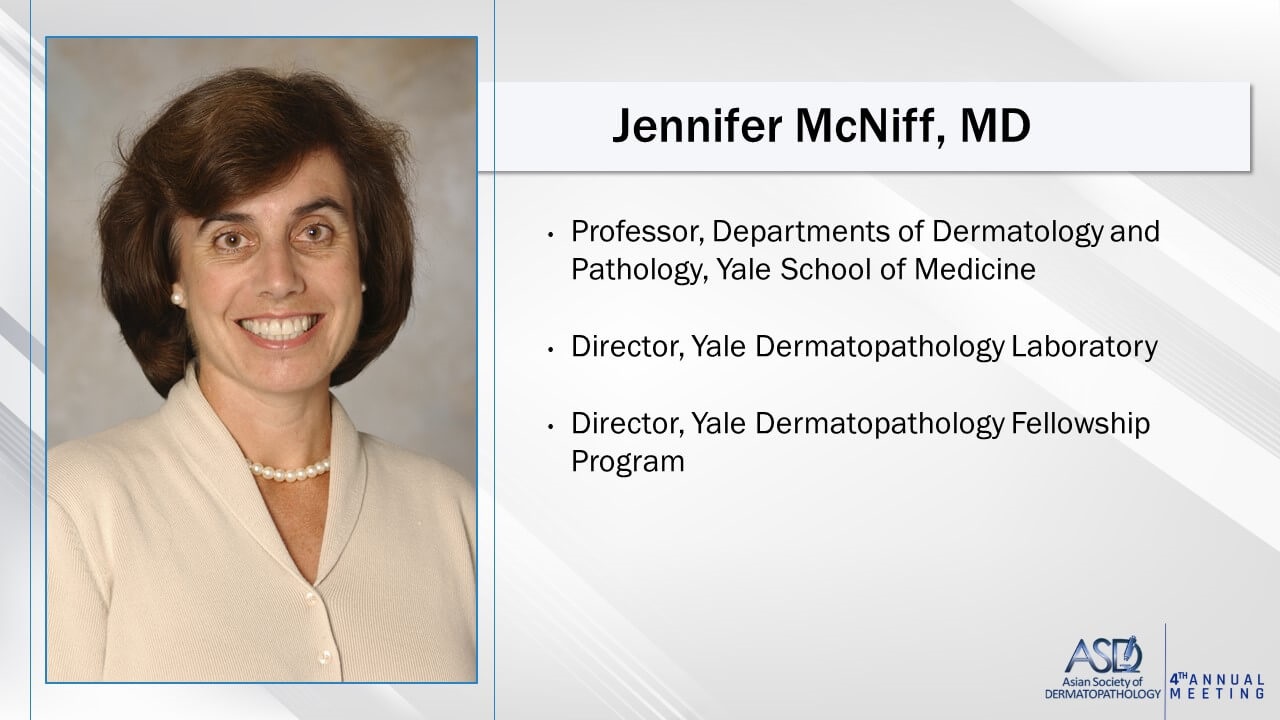 Jennifer McNiff, MD
• Professor, Departments of Dermatology and
Pathology, Yale School of Medicine
• Director, Yale Dermatopathology Laboratory
• Director, Yale Dermatopathology Fellowship
Program
ASD
Asian Society of
DERMATOPATHOLOGY
4TH ANNUAL
MEETING